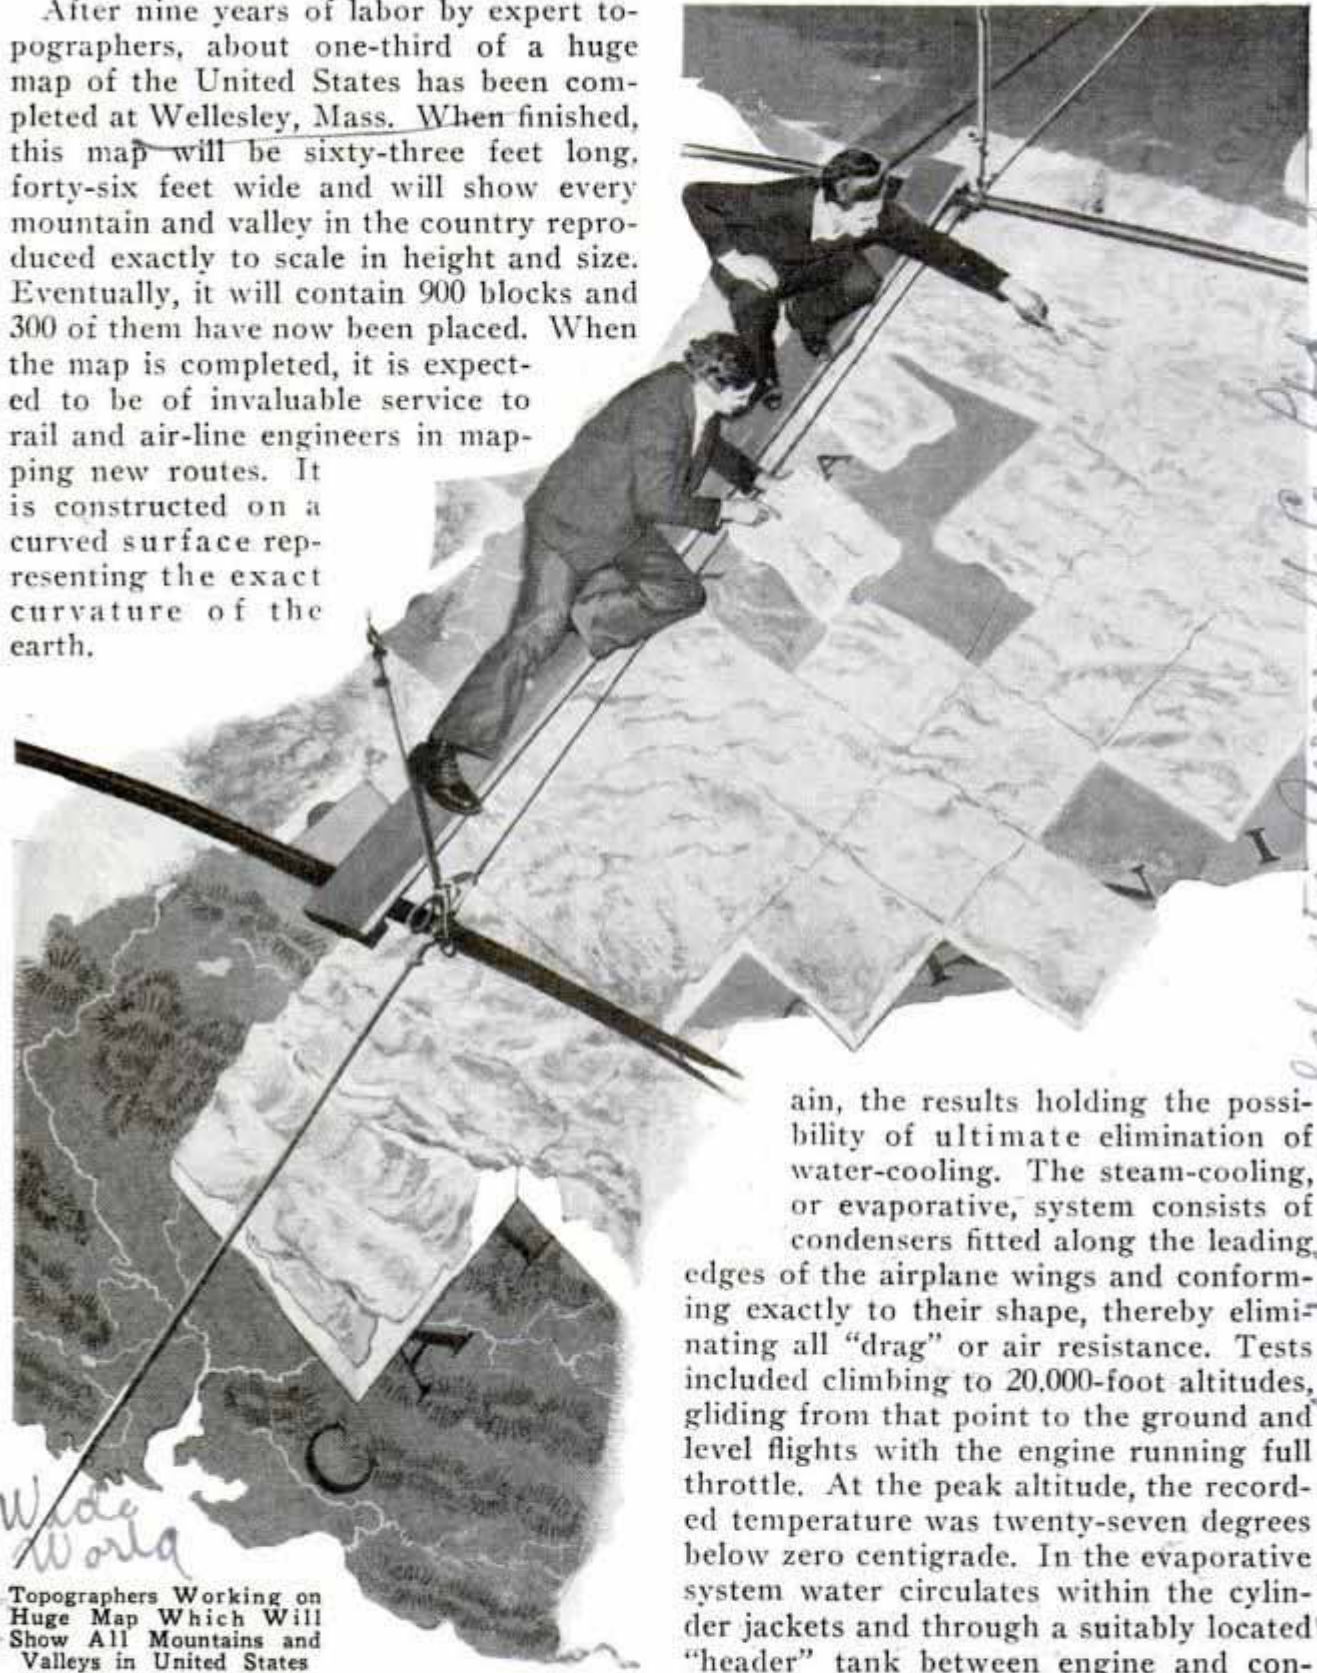 After nine years of labor by expert to-
pographers, about one-third of a huge
map of the United States has been com-
pleted at Wellesley, Mass. When finished,
this map will be sixty-three feet long,
forty-six feet wide and will show every
mountain and valley in the country repro-
duced exactly to scale in height and size.
Eventually, it will contain 900 blocks and
300 of them have now been placed. When
the map is completed, it is expect-
ed to be of invaluable service to
rail and air-line engineers in map-
ping new routes. It
is constructed on a
curved surface rep-
resenting the exact
curvature of the
earth.
C A L I
A
V I
Wide
World
Topographers Working on
Huge Map Which Will
Show All Mountains and
Valleys in United States
ain, the results holding the possi-
bility of ultimate elimination of
water-cooling. The steam-cooling,
or evaporative, system consists of
condensers fitted along the leading
edges of the airplane wings and conform-
ing exactly to their shape, thereby elimi-
nating all "drag" or air resistance. Tests
included climbing to 20,000-foot altitudes,
gliding from that point to the ground and
level flights with the engine running full
throttle. At the peak altitude, the record-
ed temperature was twenty-seven degrees
below zero centigrade. In the evaporative
system water circulates within the cylin-
der jackets and through a suitably located
"header" tank between engine and con-